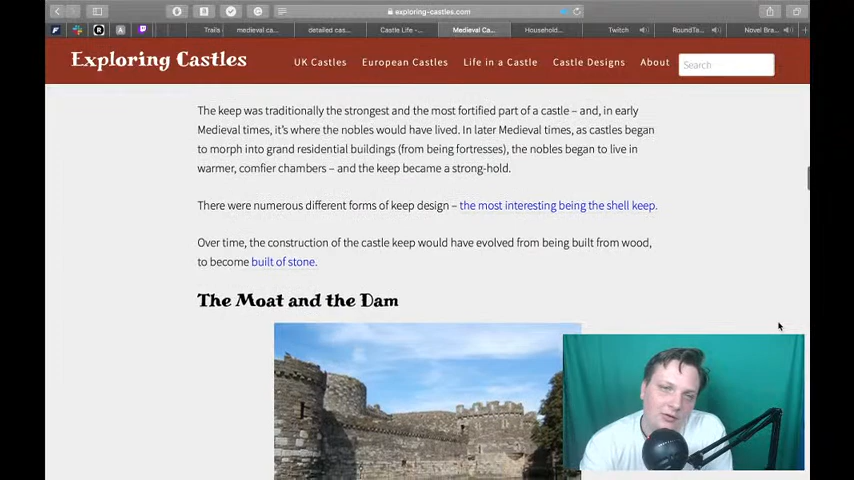 exploring-castles.com
Trails
medieval ca...
detailed cas...
Castle Life -...
Medieval Ca...
Household...
Twitch
RoundTa...
Novel Bra...
Exploring Castles
UK Castles
European Castles
Life in a Castle
Castle Designs
About
Search
The keep was traditionally the strongest and the most fortified part of a castle – and, in early
Medieval times, it's where the nobles would have lived. In later Medieval times, as castles began
to morph into grand residential buildings (from being fortresses), the nobles began to live in
warmer, comfier chambers – and the keep became a strong-hold.
There were numerous different forms of keep design – the most interesting being the shell keep.
Over time, the construction of the castle keep would have evolved from being built from wood,
to become built of stone.
The Moat and the Dam